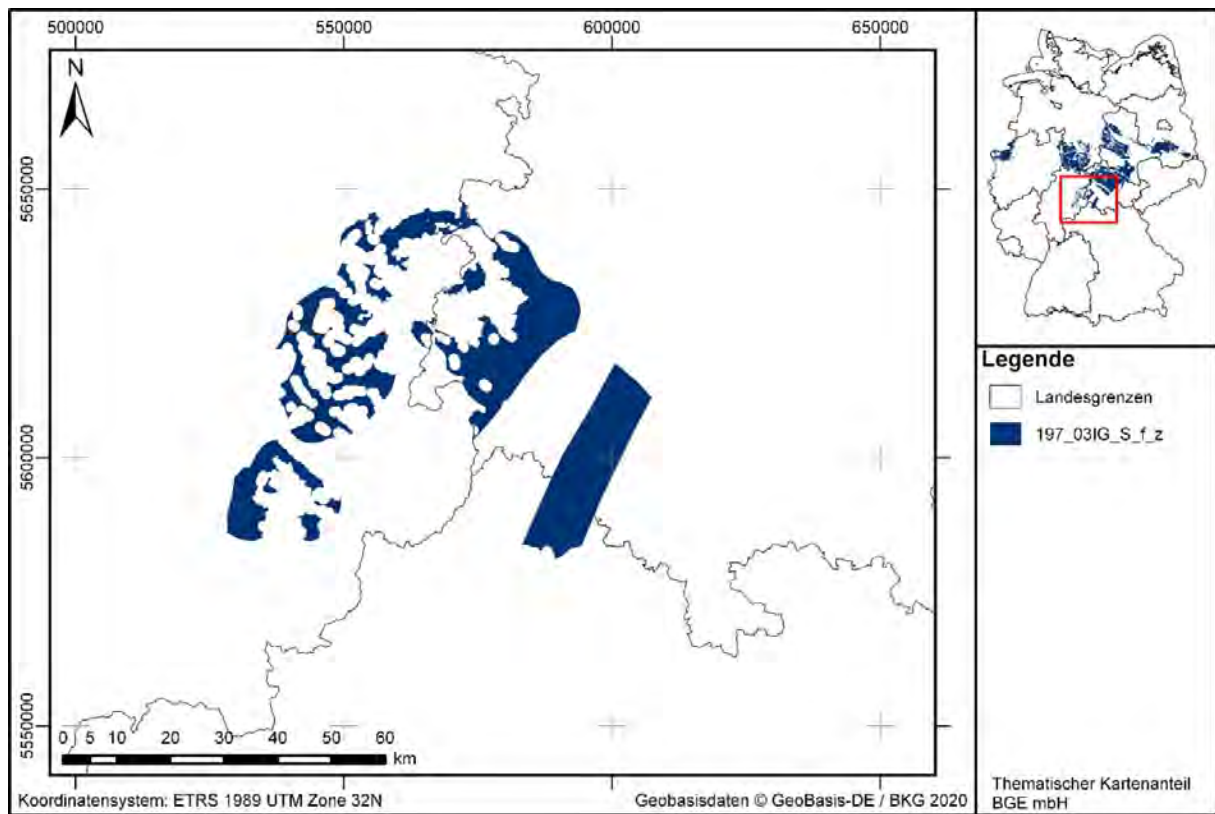 500000 550000 600000 650000
N
5650000
5600000
5550000
0 5 10 20 30 40 50 60
km
Koordinatensystem: ETRS 1989 UTM Zone 32N
Geobasisdaten © GeoBasis-DE / BKG 2020
Legende
Landesgrenzen
197_03IG_S_f_z
Thematischer Kartenanteil
BGE mbH